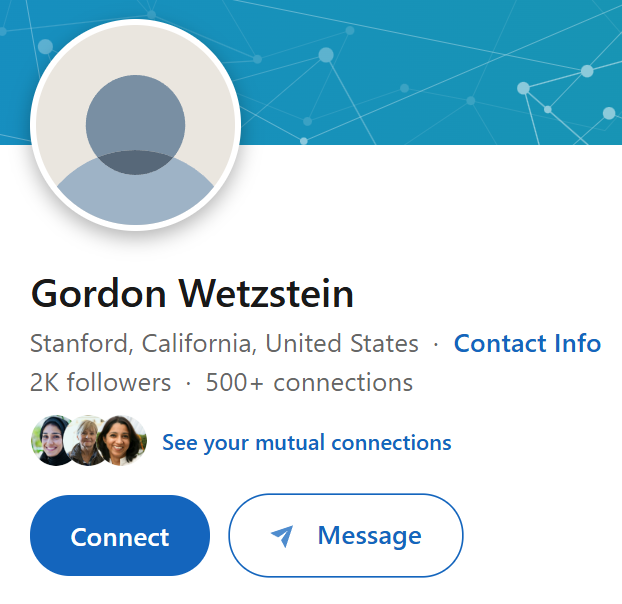 Gordon Wetzstein
Stanford, California, United States · Contact Info
2K followers · 500+ connections
See your mutual connections
Connect
Message